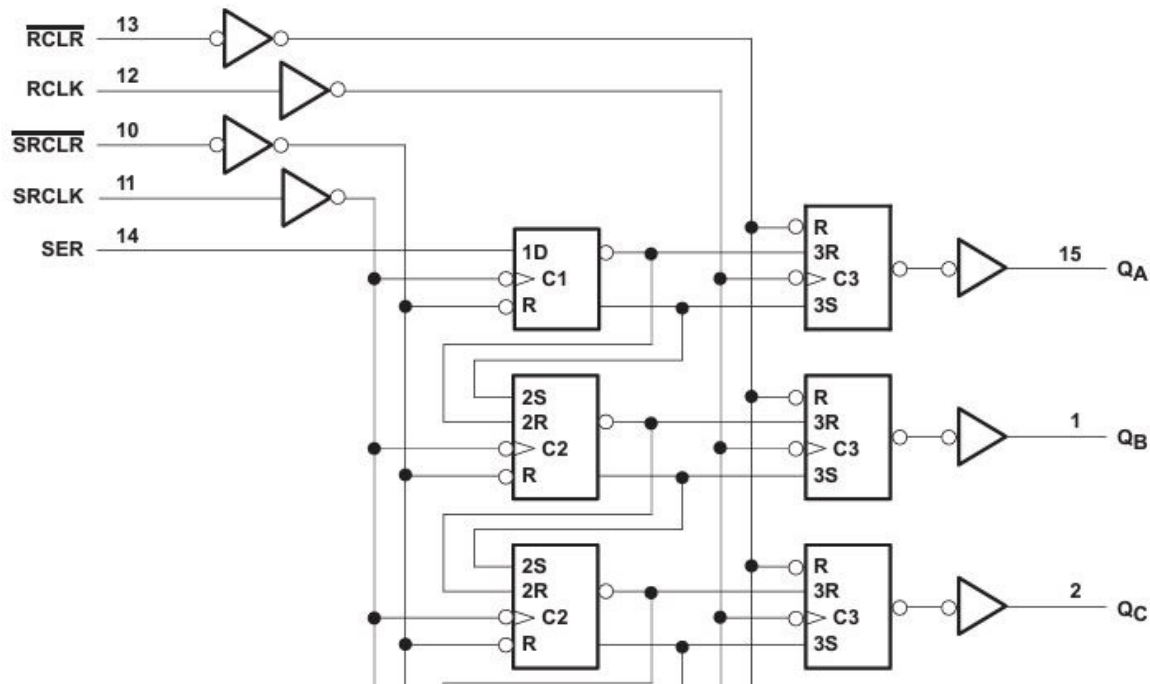 RCLR 13
RCLK 12
SRCLR 10
SRCLK 11
SER 14
1D
C1
R
R
3R
C3
3S
15 QA
2S
2R
C2
R
R
3R
C3
3S
1 QB
2S
2R
C2
R
R
3R
C3
3S
2 QC